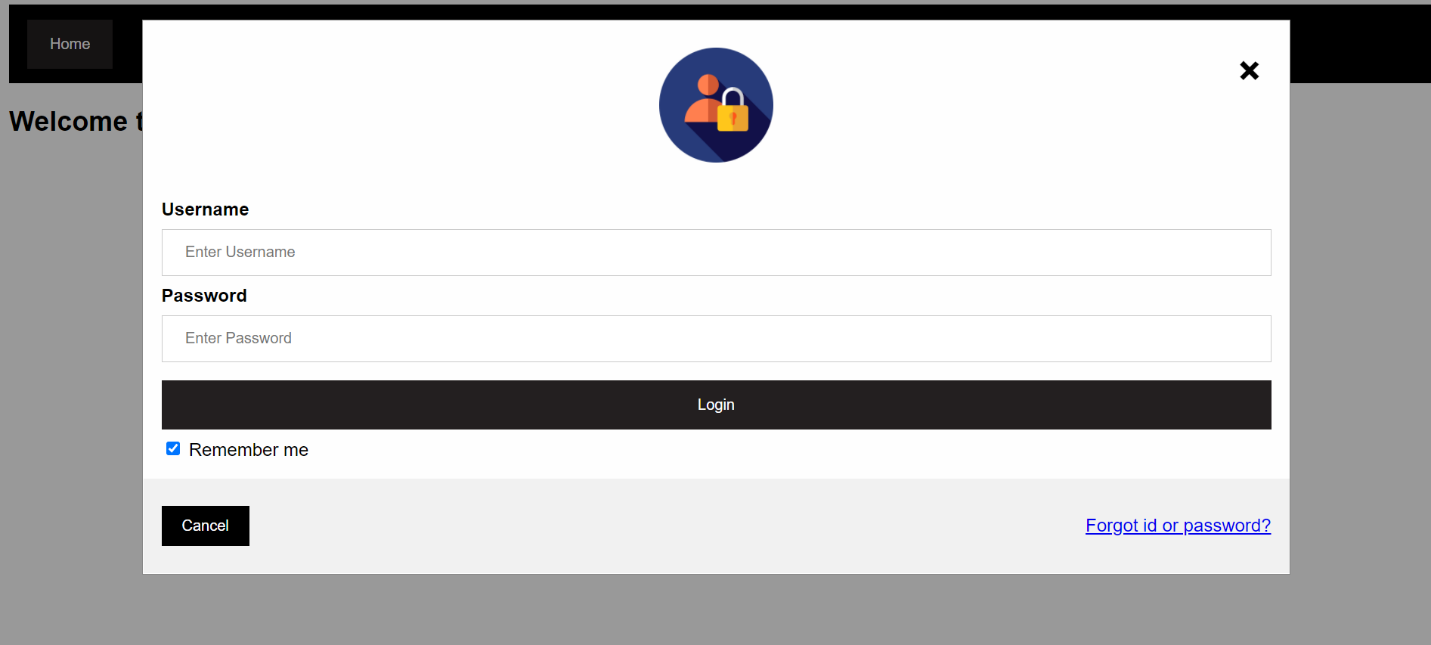 Home
Welcome t
Username
Enter Username
Password
Enter Password
Login
Remember me
Cancel
Forgot id or password?